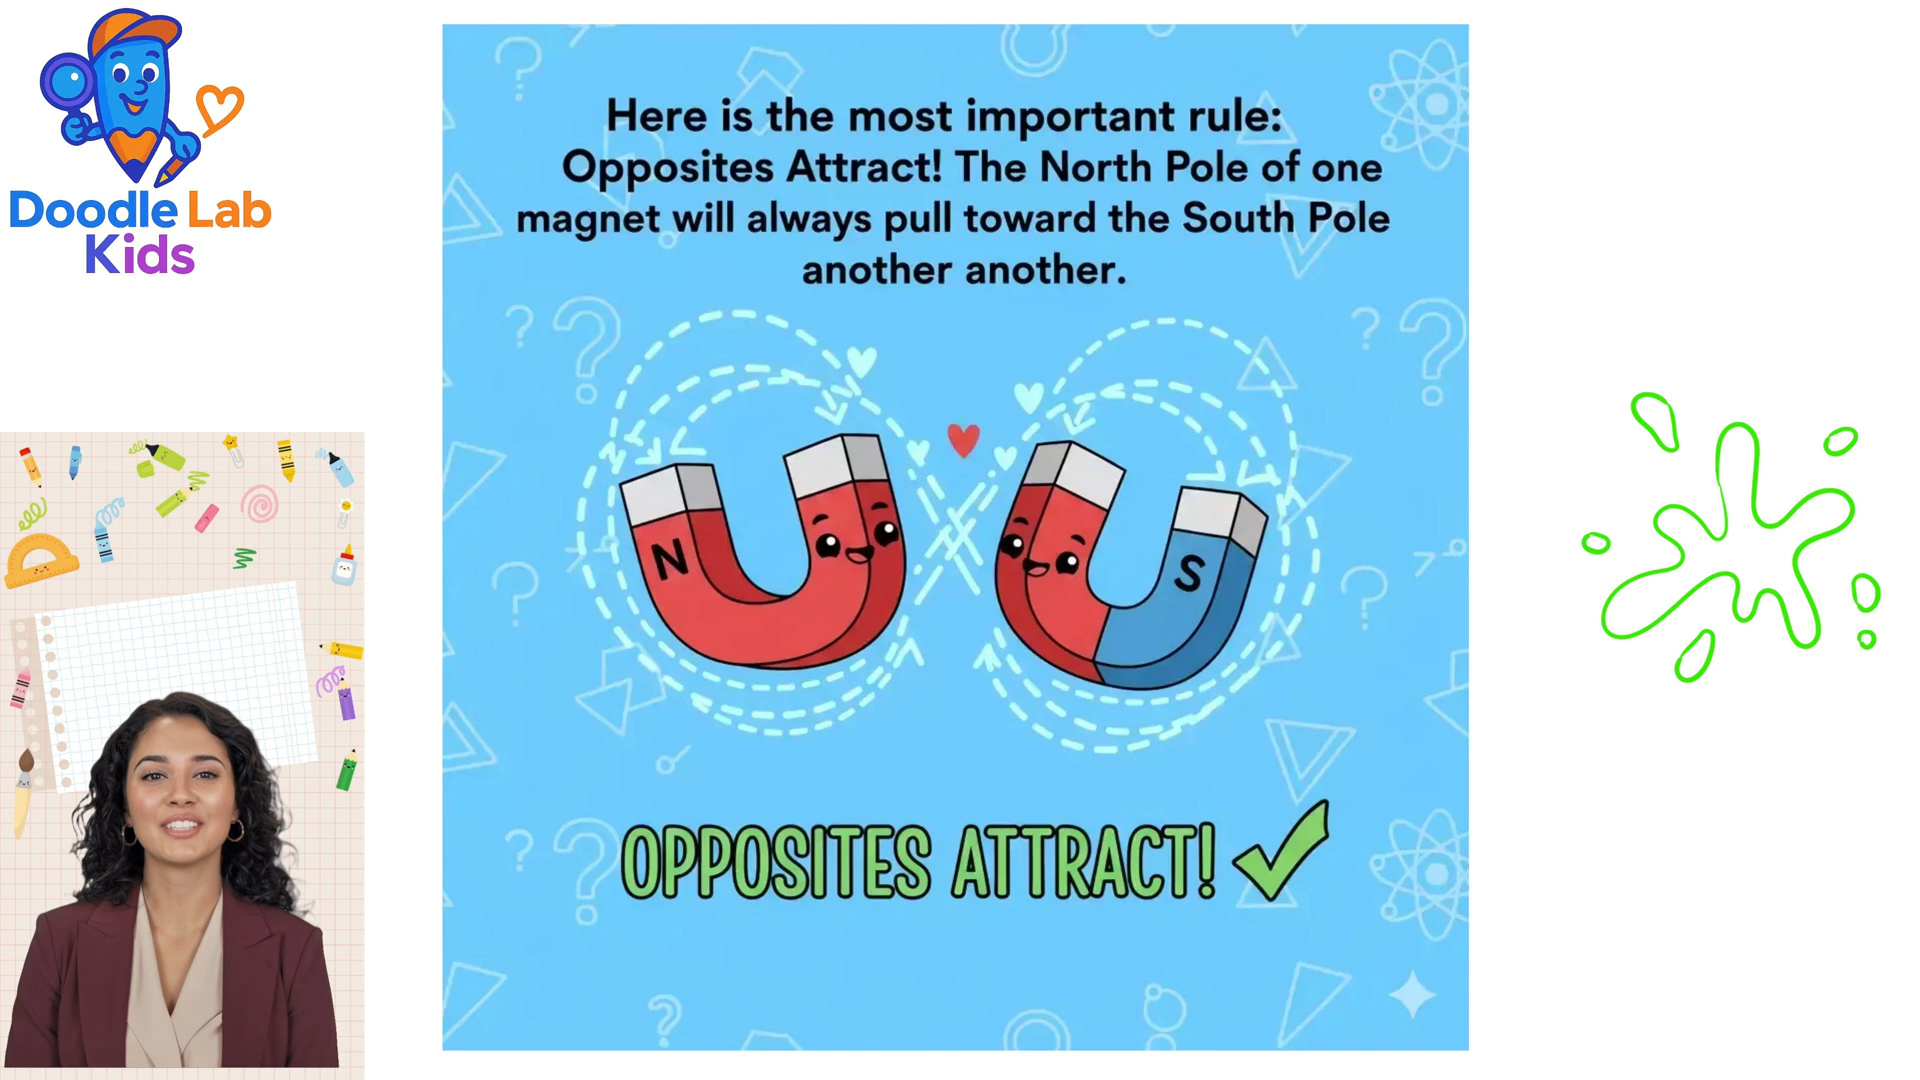 Doodle Lab
Kids
Here is the most important rule:
Opposites Attract! The North Pole of one
magnet will always pull toward the South Pole
another another.
N
S
OPPOSITES ATTRACT!